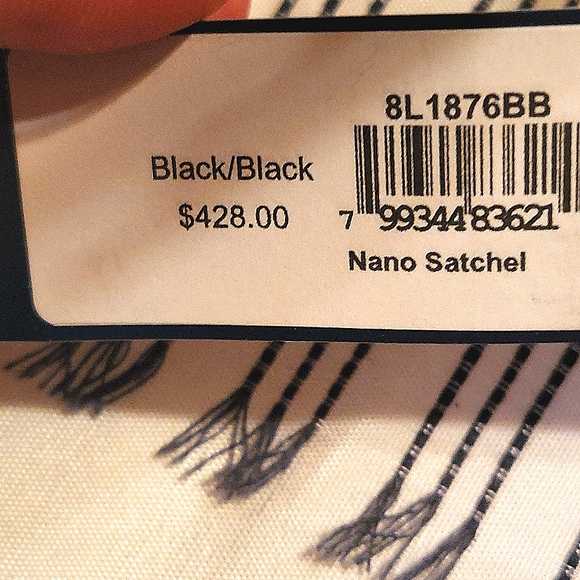 8L1876BB
Black/Black
$428.00
7 99344 83621
Nano Satchel